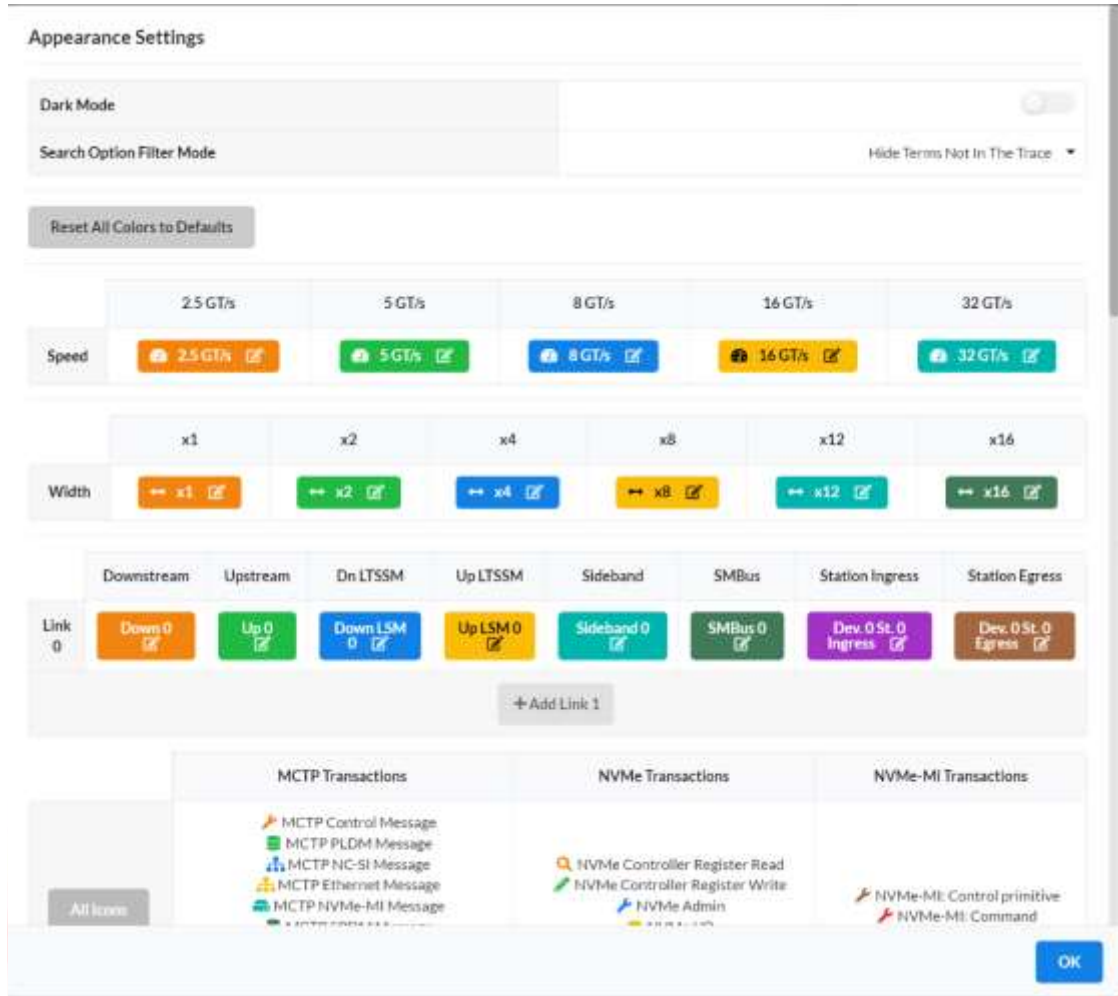 Appearance Settings
Dark Mode
Search Option Filter Mode Hide Terms Not In The Trace
Reset All Colors to Defaults
2.5 GT/s 5 GT/s 8 GT/s 16 GT/s 32 GT/s
Speed 2.5 GT/s 5 GT/s 8 GT/s 16 GT/s 32 GT/s
x1 x2 x4 x8 x12 x16
Width x1 x2 x4 x8 x12 x16
Downstream Upstream Dn LTSSM Up LTSSM Sideband SMBus Station Ingress Station Egress
Link 0 Down 0 Up 0 Down LSM 0 Up LSM 0 Sideband 0 SMBus 0 Dev. 0 St. 0 Ingress Dev. 0 St. 0 Egress
+ Add Link 1
MCTP Transactions NVMe Transactions NVMe-MI Transactions
MCTP Control Message
MCTP PLDM Message
MCTP NC-SI Message
MCTP Ethernet Message
MCTP NVMe-MI Message
NVMe Controller Register Read
NVMe Controller Register Write
NVMe Admin
NVMe-MI: Control primitive
NVMe-MI: Command
All Icons
OK